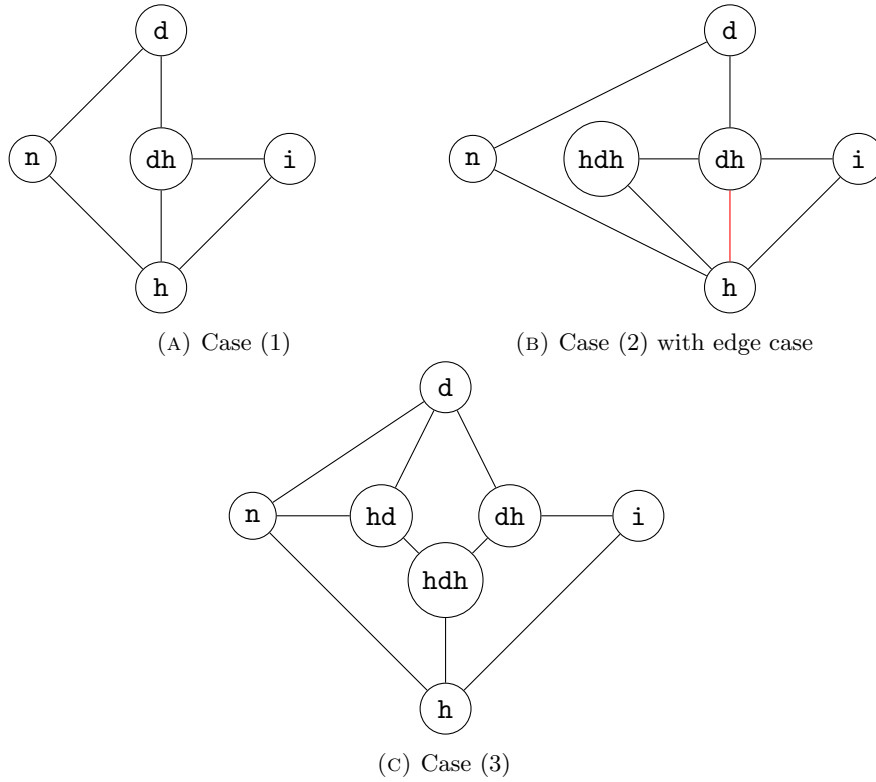 d
d
n
dh
i
n
hdh
dh
i
h
h
(A) Case (1)
(B) Case (2) with edge case
d
n
hd
dh
i
hdh
h
(C) Case (3)